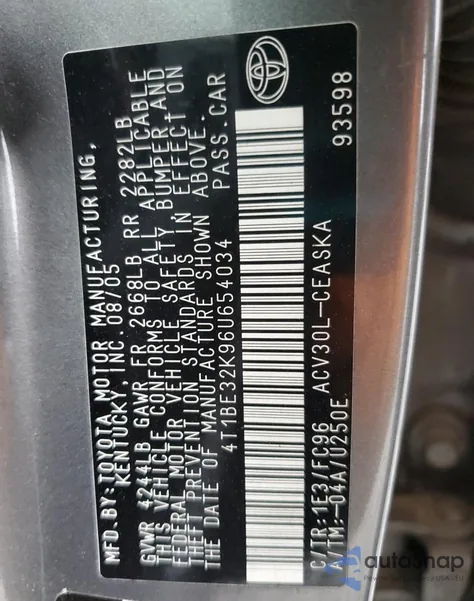 MFD.BY:TOYOTA MOTOR MANUFACTURING,
KENTUCKY, INC. 08/05
GVWR 4244LB GAWR FR 2668LB RR 2282LB
THIS VEHICLE CONFORMS TO ALL APPLICABLE
FEDERAL MOTOR VEHICLE SAFETY, BUMPER AND
THEFT PREVENTION STANDARDS IN EFFECT ON
THE DATE OF MANUFACTURE SHOWN ABOVE.
4T1BE32K96U654034 PASS.CAR
C/TR:1E3/FC96 ACV30L-CEASKA
A/TM:-04A/U250E 93598
autosnap